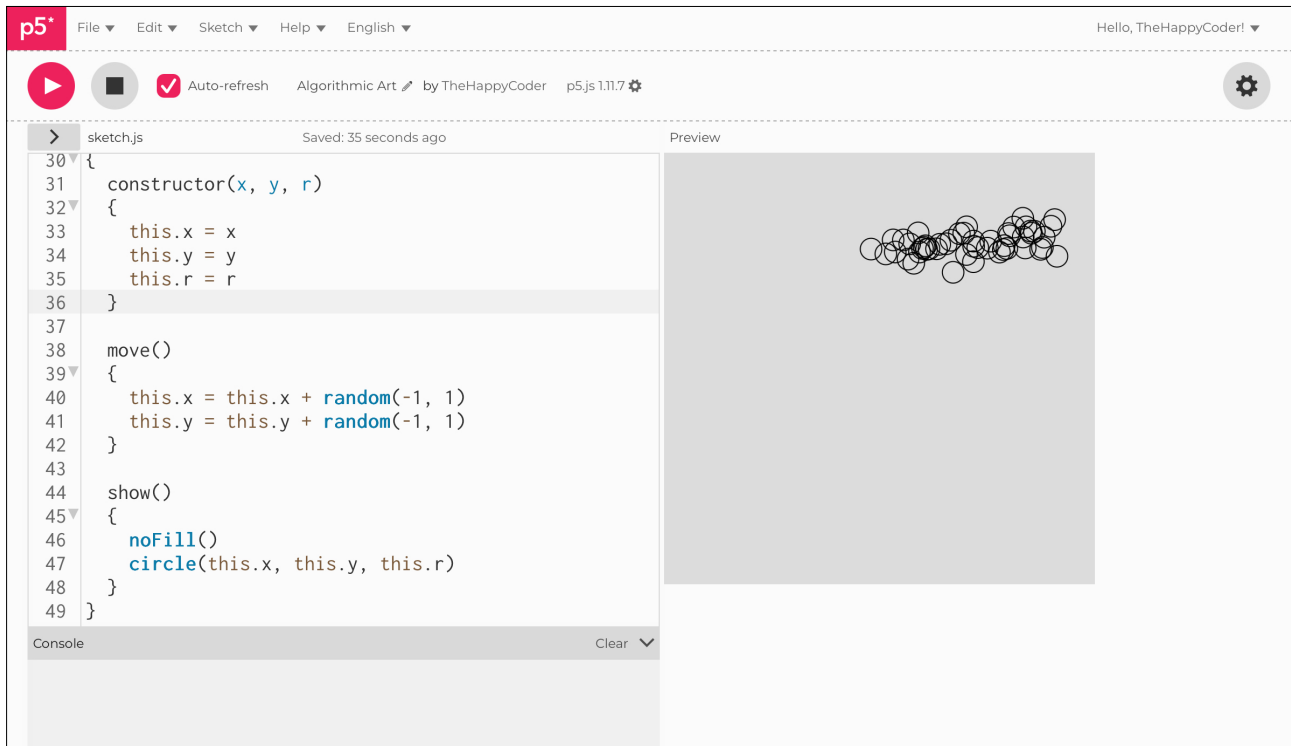 p5* File Edit Sketch Help English Hello, TheHappyCoder!
Auto-refresh Algorithmic Art by TheHappyCoder p5.js 1.11.7
sketch.js Saved: 35 seconds ago Preview
30 {
31 constructor(x, y, r)
32 {
33 this.x = x
34 this.y = y
35 this.r = r
36 }
37
38 move()
39 {
40 this.x = this.x + random(-1, 1)
41 this.y = this.y + random(-1, 1)
42 }
43
44 show()
45 {
46 noFill()
47 circle(this.x, this.y, this.r)
48 }
49 }
Console Clear